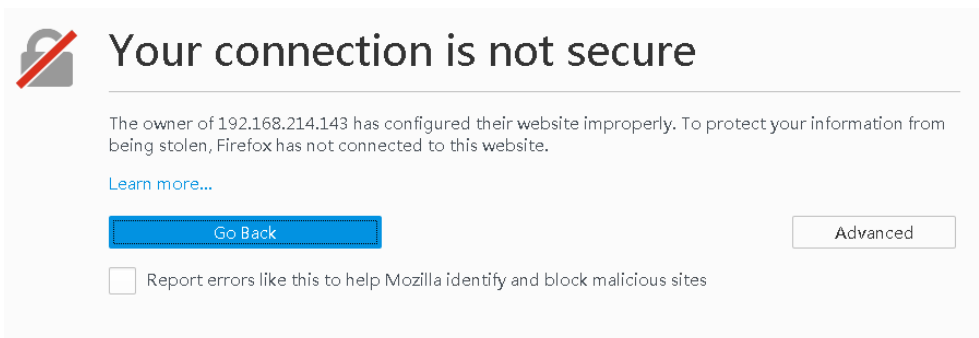 Your connection is not secure
The owner of 192.168.214.143 has configured their website improperly. To protect your information from
being stolen, Firefox has not connected to this website.
Learn more...
Go Back
Advanced
Report errors like this to help Mozilla identify and block malicious sites